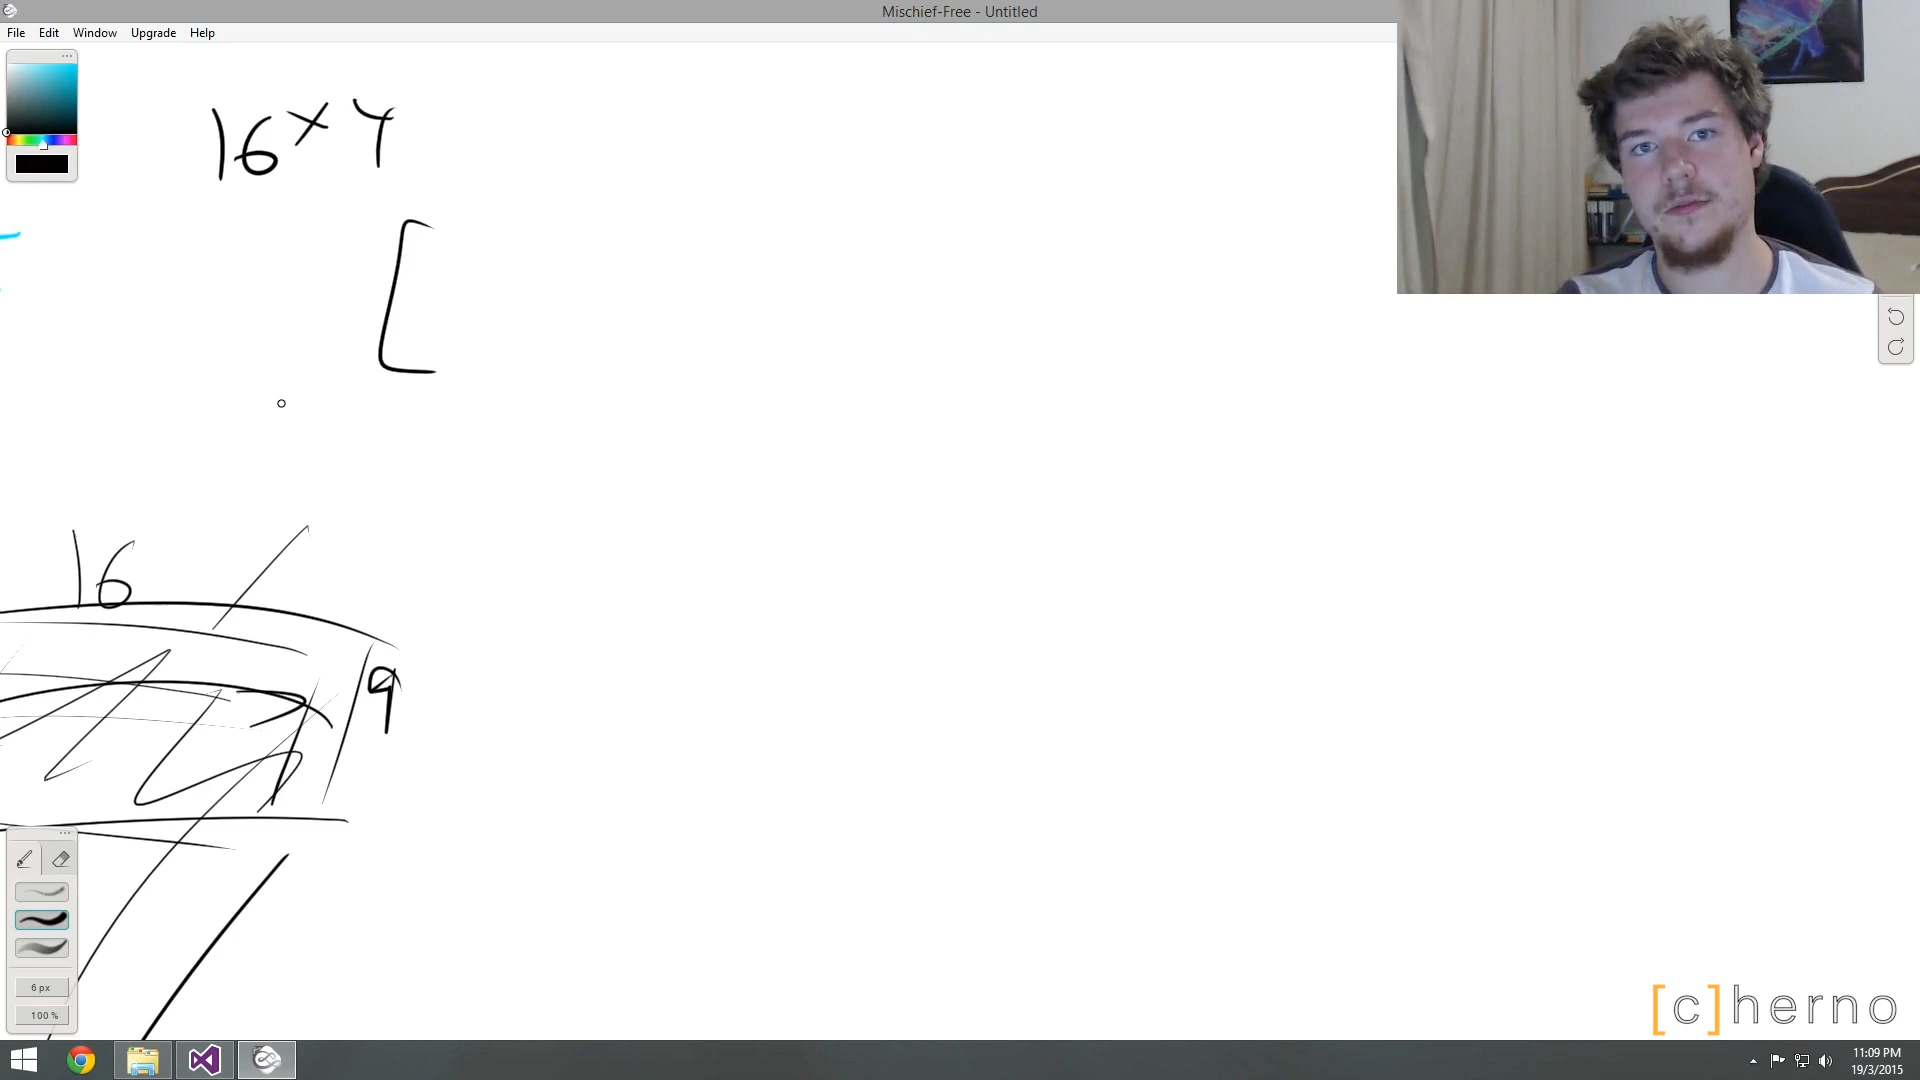 Mischief-Free - Untitled
File Edit Window Upgrade Help
16 x Y
16
9
6 px
100 %
[c]herno
11:09 PM
19/3/2015